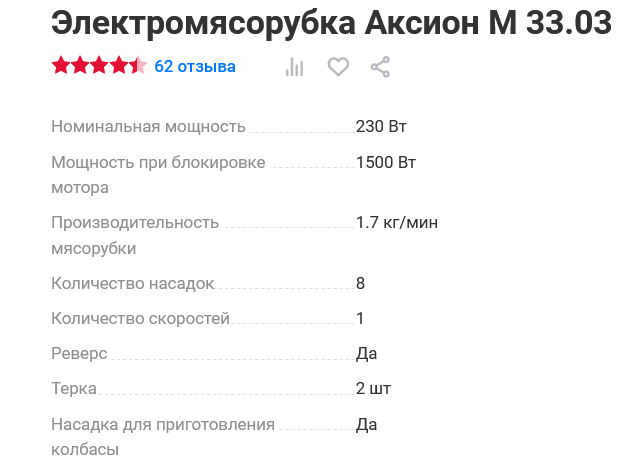 Электромясорубка Аксион М 33.03
62 отзыва
Номинальная мощность 230 Вт
Мощность при блокировке 1500 Вт
мотора
Производительность 1.7 кг/мин
мясорубки
Количество насадок 8
Количество скоростей 1
Реверс Да
Терка 2 шт
Насадка для приготовления Да
колбасы